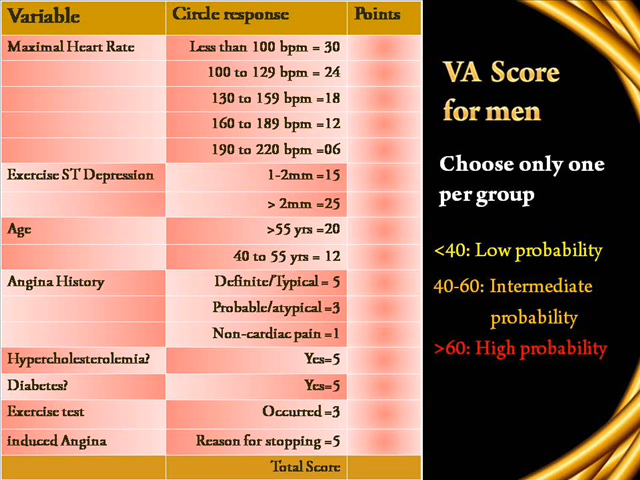 Variable Circle response Points
Maximal Heart Rate Less than 100 bpm = 30
100 to 129 bpm = 24
130 to 159 bpm =18
160 to 189 bpm =12
190 to 220 bpm =06
Exercise ST Depression 1-2mm =15
> 2mm =25
Age >55 yrs =20
40 to 55 yrs = 12
Angina History Definite/Typical = 5
Probable/atypical =3
Non-cardiac pain =1
Hypercholesterolemia? Yes=5
Diabetes? Yes=5
Exercise test Occurred =3
induced Angina Reason for stopping =5
Total Score
VA Score
for men
Choose only one
per group
<40: Low probability
40-60: Intermediate
probability
>60: High probability